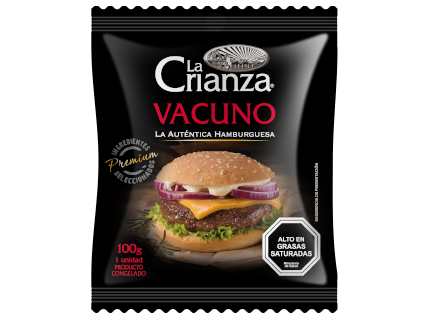 La
Crianza®
VACUNO
LA AUTÉNTICA HAMBURGUESA
INGREDIENTES
Premium
SELECCIONADOS
100g
1 unidad
PRODUCTO
CONGELADO
ALTO EN
GRASAS
SATURADAS